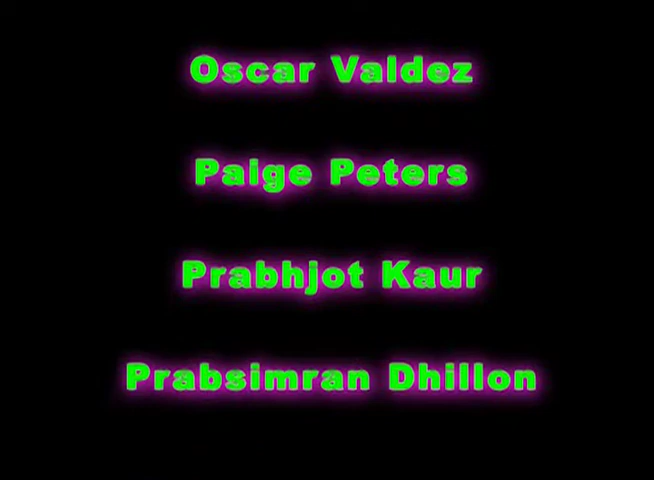 Oscar Valdez
Paige Peters
Prabhjot Kaur
Prabsimran Dhillon